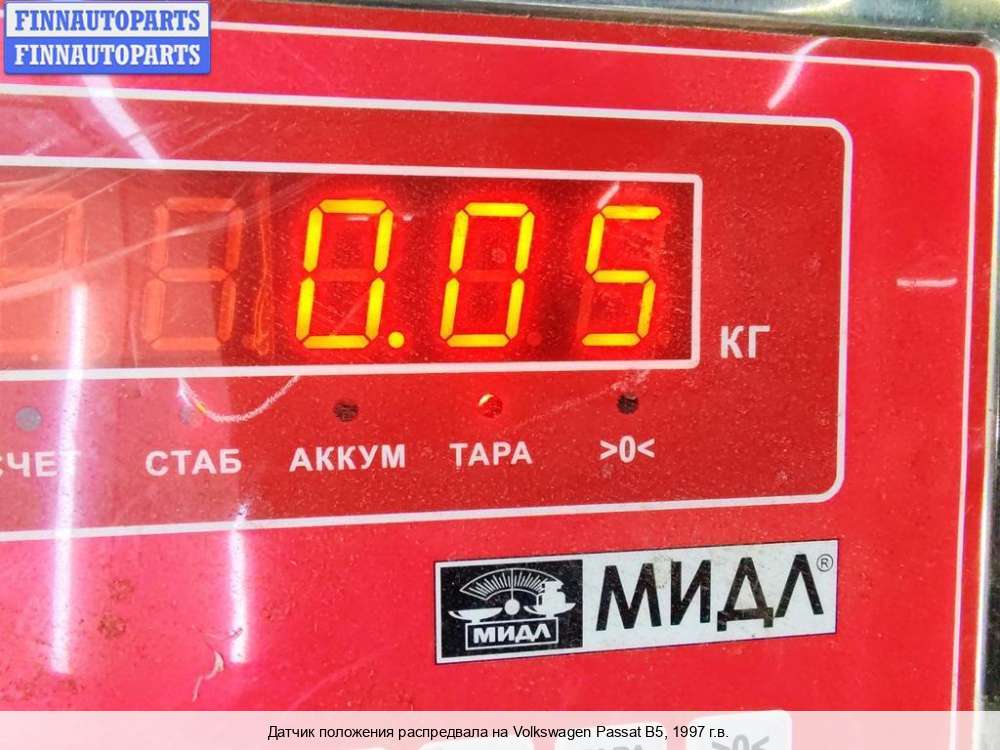 FINNAUTOPARTS
FINNAUTOPARTS
0.05
КГ
СТАБ АККУМ ТАРА >0<
МИДЛ
МИДЛ®
>0<
Датчик положения распредвала на Volkswagen Passat B5, 1997 г.в.